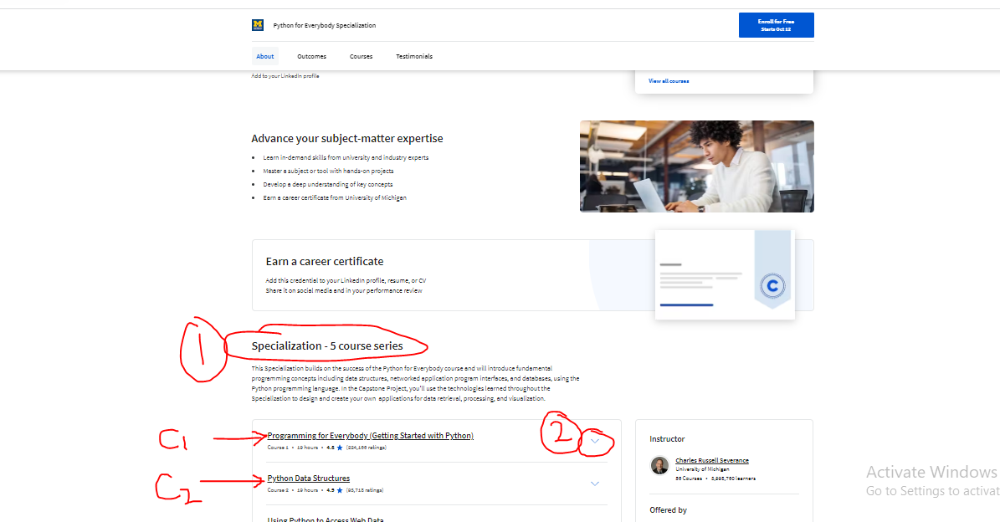 Python for Everybody Specialization
Enroll for Free
Starts Oct 12
About
Outcomes
Courses
Testimonials
Add to your LinkedIn profile
View all courses
Advance your subject-matter expertise
Learn in-demand skills from university and industry experts
Master a subject or tool with hands-on projects
Develop a deep understanding of key concepts
Earn a career certificate from University of Michigan
Earn a career certificate
Add this credential to your LinkedIn profile, resume, or CV
Share it on social media and in your performance review
C
1
Specialization - 5 course series
This Specialization builds on the success of the Python for Everybody course and will introduce fundamental
programming concepts including data structures, networked application program interfaces, and databases, using the
Python programming language. In the Capstone Project, you'll use the technologies learned throughout the
Specialization to design and create your own applications for data retrieval, processing, and visualization.
C1
Programming for Everybody (Getting Started with Python)
2
Course 1 • 19 hours • 4.8 ★ (224,166 ratings)
C2
Python Data Structures
Course 2 • 19 hours • 4.9 ★ (93,718 ratings)
Using Python to Access Web Data
Instructor
Charles Russell Severance
University of Michigan
56 Courses • 3,998,760 learners
Offered by
Activate Windows
Go to Settings to activat